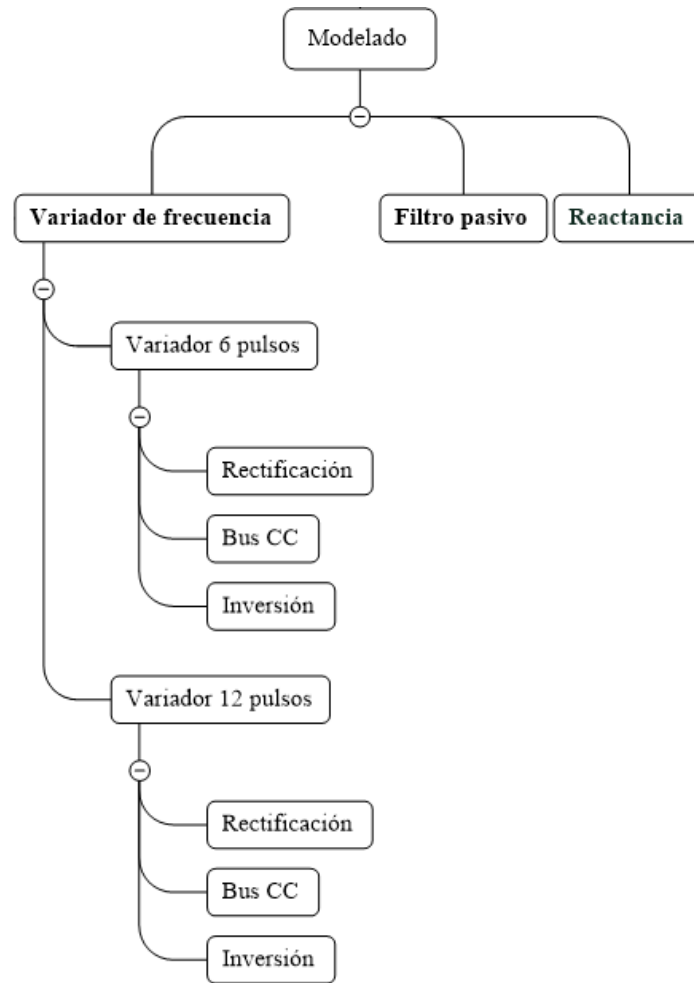 Modelado
Variador de frecuencia
Filtro pasivo
Reactancia
Variador 6 pulsos
Rectificación
Bus CC
Inversión
Variador 12 pulsos
Rectificación
Bus CC
Inversión